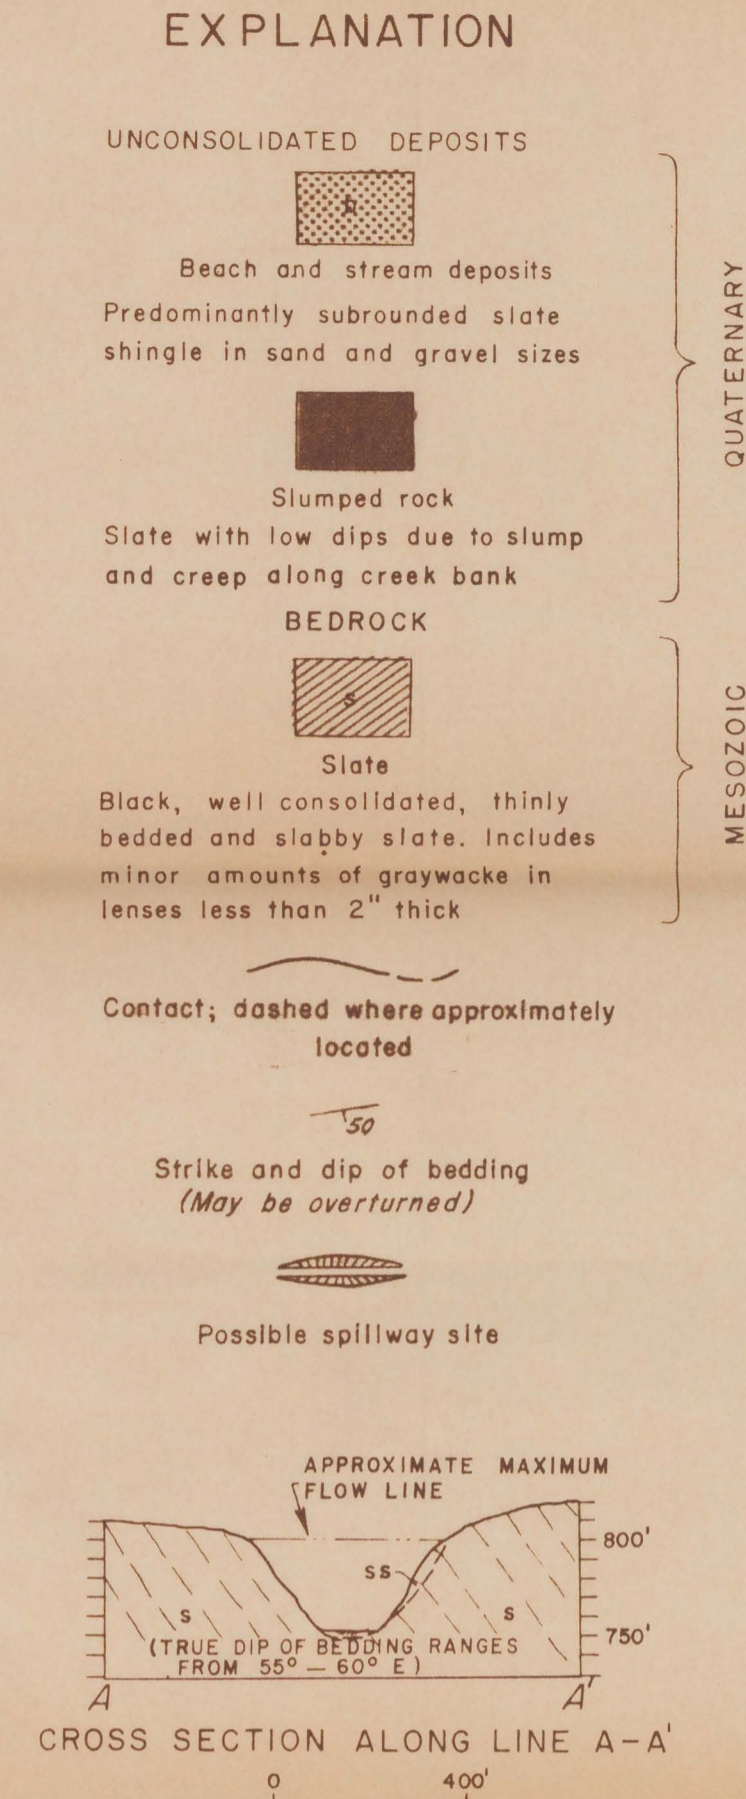 EXPLANATION
UNCONSOLIDATED DEPOSITS
Beach and stream deposits
Predominantly subrounded slate
shingle in sand and gravel sizes
Slumped rock
Slate with low dips due to slump
and creep along creek bank
QUATERNARY
BEDROCK
s
Slate
Black, well consolidated, thinly
bedded and slabby slate. Includes
minor amounts of graywacke in
lenses less than 2" thick
MESOZOIC
Contact; dashed where approximately
located
50
Strike and dip of bedding
(May be overturned)
Possible spillway site
APPROXIMATE MAXIMUM
FLOW LINE
800'
ss
s
s
750'
(TRUE DIP OF BEDDING RANGES
FROM 55° – 60° E)
A
A'
CROSS SECTION ALONG LINE A-A'
0
400'